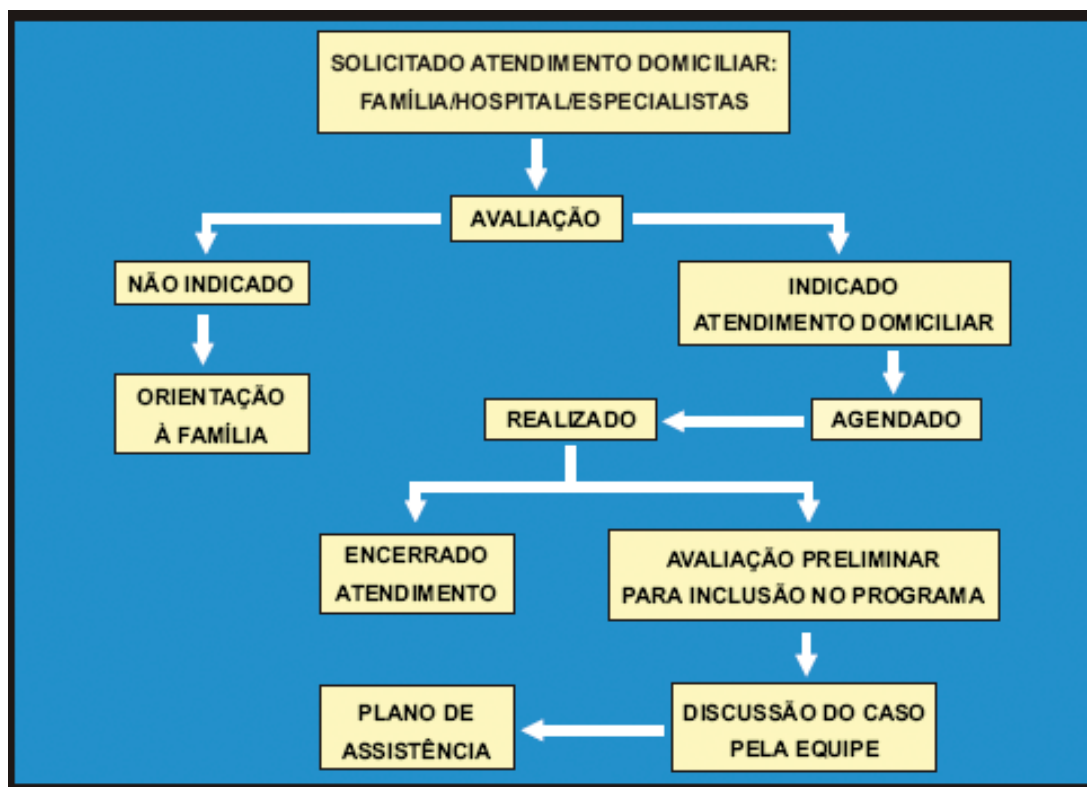 SOLICITADO ATENDIMENTO DOMICILIAR:
FAMÍLIA/HOSPITAL/ESPECIALISTAS
AVALIAÇÃO
NÃO INDICADO
INDICADO
ATENDIMENTO DOMICILIAR
ORIENTAÇÃO
À FAMÍLIA
REALIZADO
AGENDADO
ENCERRADO
ATENDIMENTO
AVALIAÇÃO PRELIMINAR
PARA INCLUSÃO NO PROGRAMA
PLANO DE
ASSISTÊNCIA
DISCUSSÃO DO CASO
PELA EQUIPE